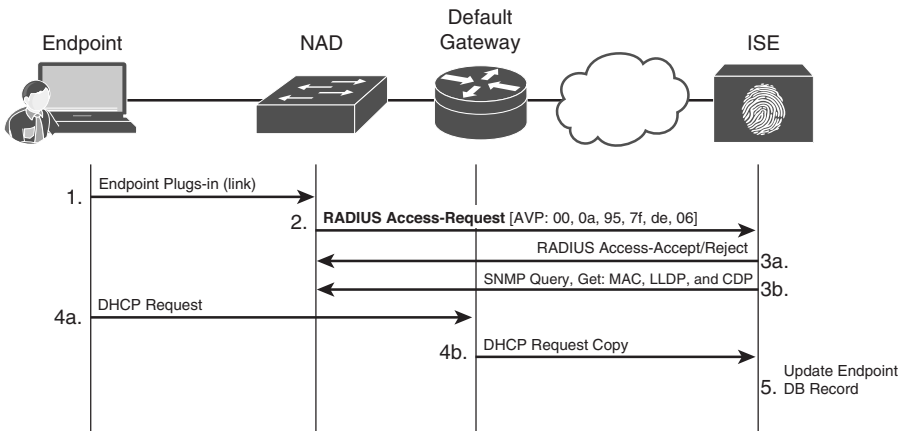 Endpoint
NAD
Default
Gateway
ISE
1.
Endpoint Plugs-in (link)
2.
RADIUS Access-Request [AVP: 00, 0a, 95, 7f, de, 06]
RADIUS Access-Accept/Reject
3a.
SNMP Query, Get: MAC, LLDP, and CDP
3b.
4a.
DHCP Request
4b.
DHCP Request Copy
5.
Update Endpoint
DB Record